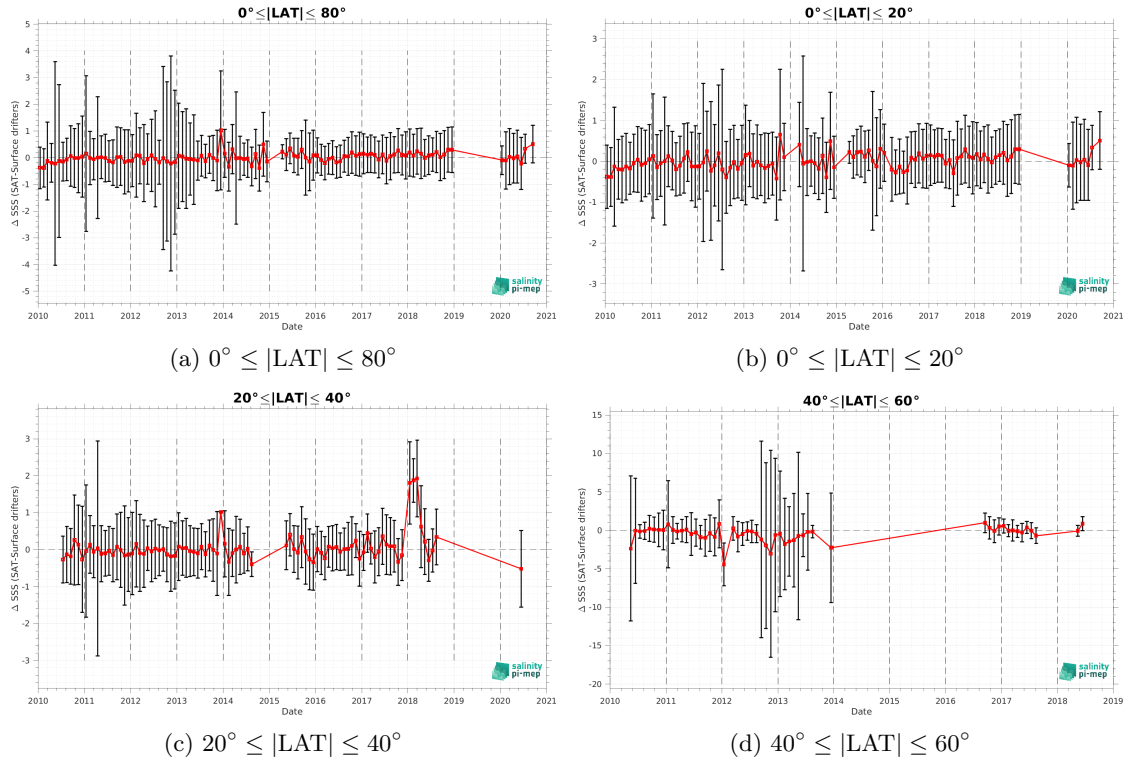 0°≤|LAT|≤ 80°
Δ SSS (SAT-Surface drifters)
5
4
3
2
1
0
-1
-2
-3
-4
-5
2010 2011 2012 2013 2014 2015 2016 2017 2018 2019 2020 2021
Date
salinity
pi-mep
(a) 0° ≤ |LAT| ≤ 80°
0°≤|LAT|≤ 20°
Δ SSS (SAT-Surface drifters)
3
2
1
0
-1
-2
-3
2010 2011 2012 2013 2014 2015 2016 2017 2018 2019 2020 2021
Date
salinity
pi-mep
(b) 0° ≤ |LAT| ≤ 20°
20°≤|LAT|≤ 40°
Δ SSS (SAT-Surface drifters)
3
2
1
0
-1
-2
-3
2010 2011 2012 2013 2014 2015 2016 2017 2018 2019 2020 2021
Date
salinity
pi-mep
(c) 20° ≤ |LAT| ≤ 40°
40°≤|LAT|≤ 60°
Δ SSS (SAT-Surface drifters)
15
10
5
0
-5
-10
-15
-20
2010 2011 2012 2013 2014 2015 2016 2017 2018 2019
Date
salinity
pi-mep
(d) 40° ≤ |LAT| ≤ 60°